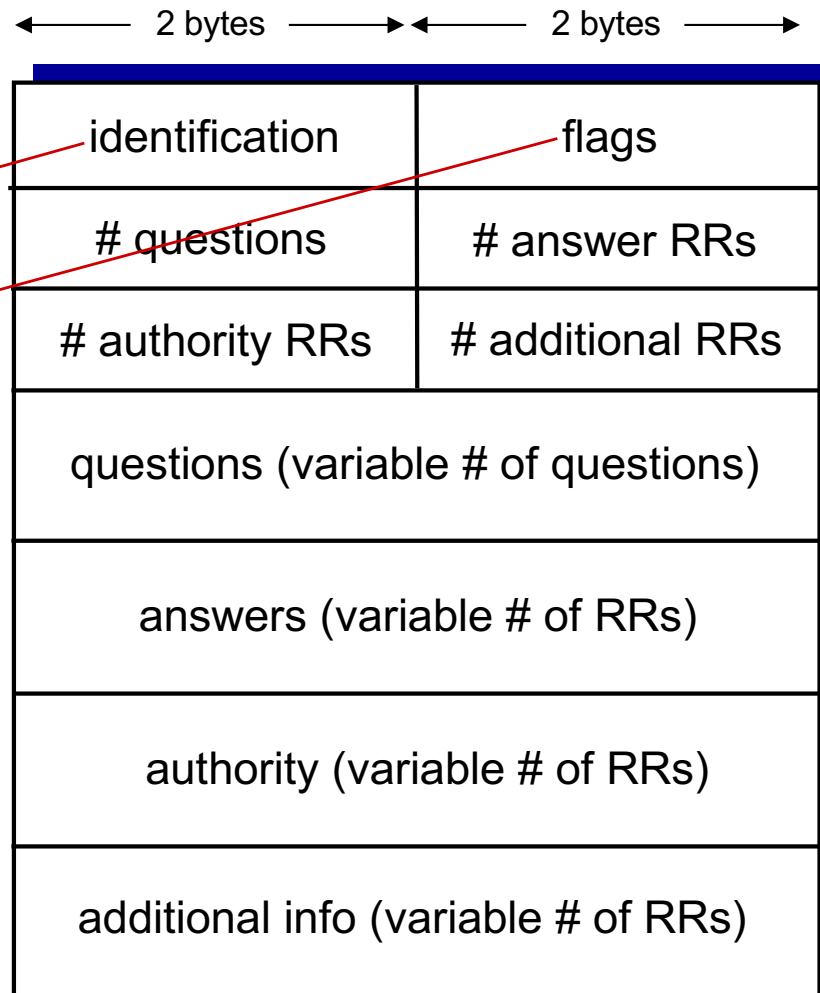 2 bytes 2 bytes
identification flags
# questions # answer RRs
# authority RRs # additional RRs
questions (variable # of questions)
answers (variable # of RRs)
authority (variable # of RRs)
additional info (variable # of RRs)